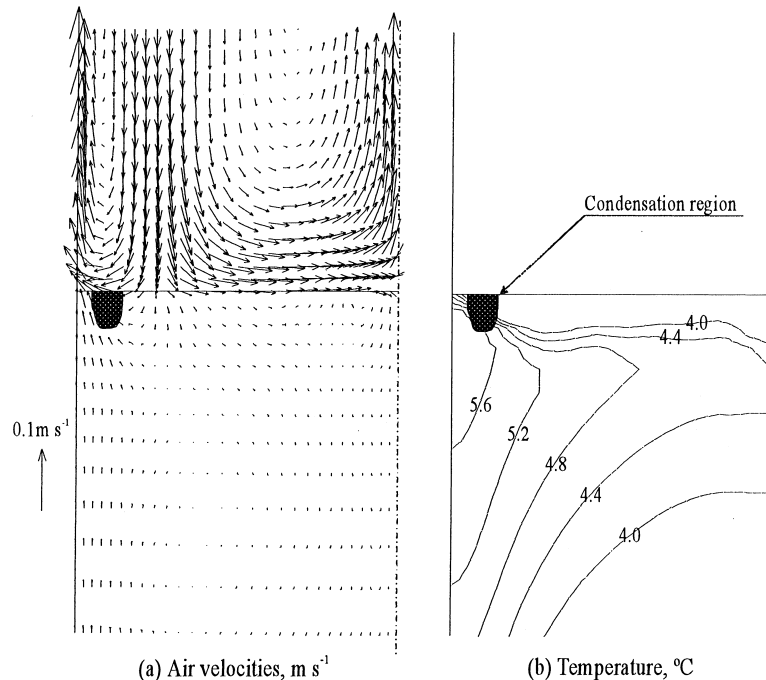 Condensation region
4.0
4.4
5.6
5.2
4.8
4.4
4.0
0.1m s⁻¹
(a) Air velocities, m s⁻¹
(b) Temperature, ºC